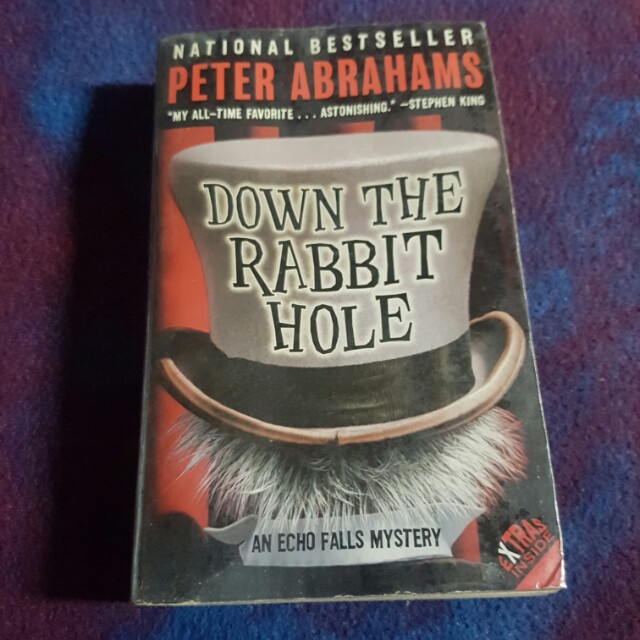 NATIONAL BESTSELLER
PETER ABRAHAMS
"MY ALL-TIME FAVORITE . . . ASTONISHING." —STEPHEN KING
DOWN THE
RABBIT
HOLE
AN ECHO FALLS MYSTERY
EXTRAS
INSIDE